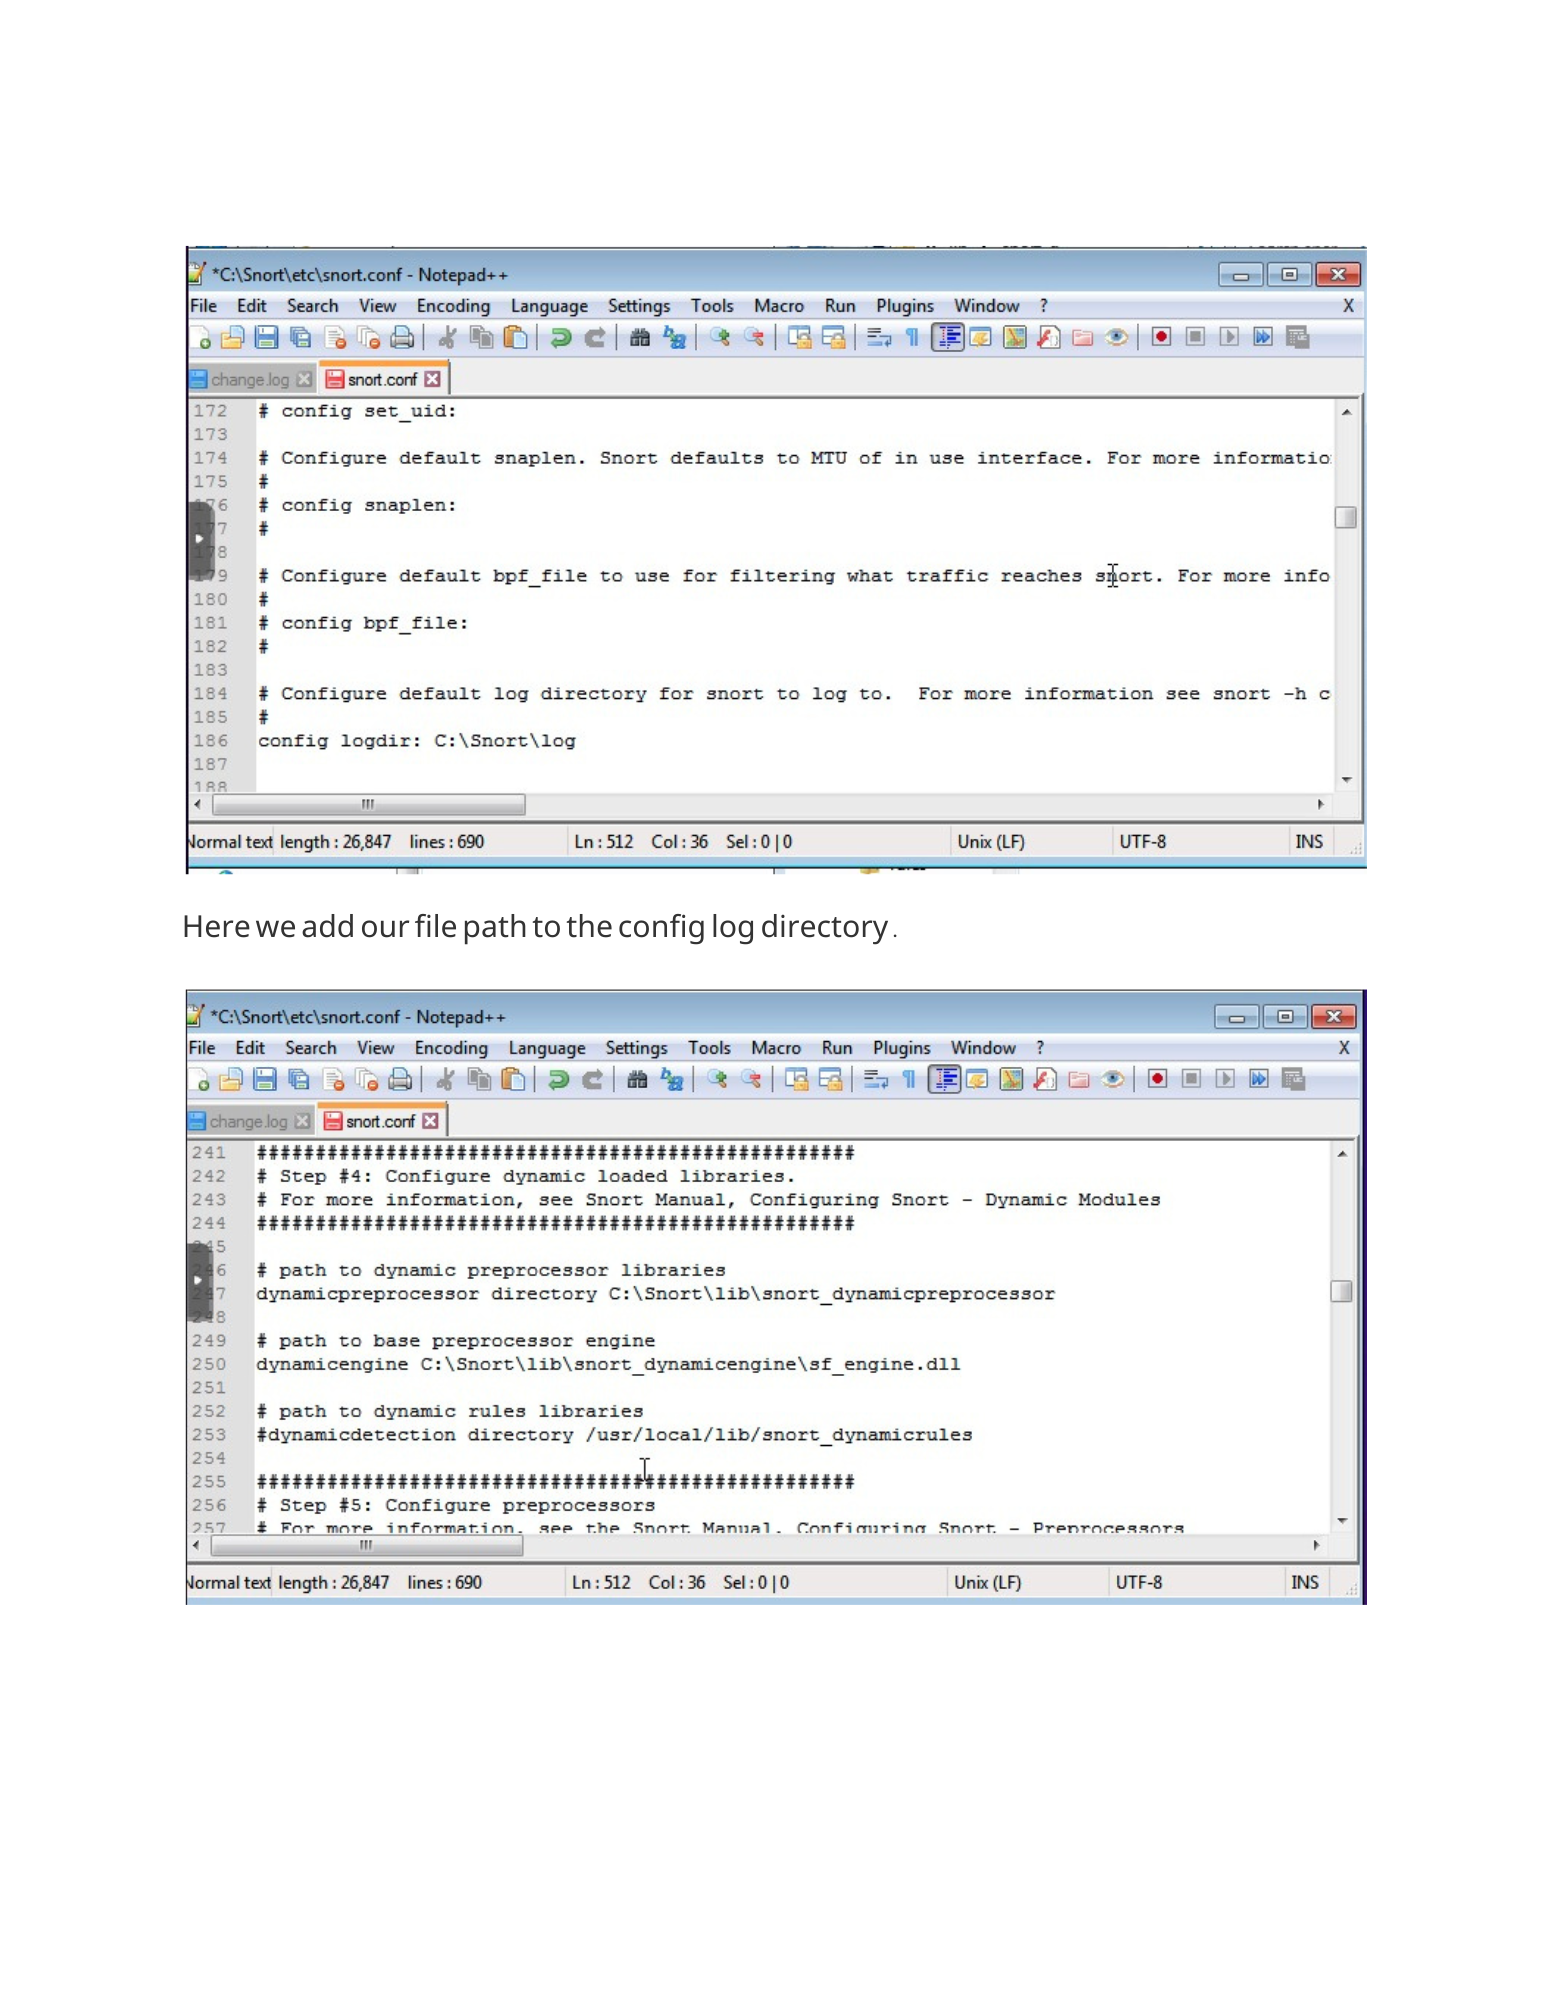 *C:\Snort\etc\snort.conf - Notepad++
File Edit Search View Encoding Language Settings Tools Macro Run Plugins Window ? X
change.log snort.conf
172 # config set_uid:
173
174 # Configure default snaplen. Snort defaults to MTU of in use interface. For more informatio
175 #
176 # config snaplen:
177 #
178
179 # Configure default bpf_file to use for filtering what traffic reaches snort. For more info
180 #
181 # config bpf_file:
182 #
183
184 # Configure default log directory for snort to log to.  For more information see snort -h c
185 #
186 config logdir: C:\Snort\log
187
188
Normal text length : 26,847 lines : 690 Ln : 512 Col : 36 Sel : 0 | 0 Unix (LF) UTF-8 INS
Here we add our file path to the config log directory .
*C:\Snort\etc\snort.conf - Notepad++
File Edit Search View Encoding Language Settings Tools Macro Run Plugins Window ? X
change.log snort.conf
241 ###################################################
242 # Step #4: Configure dynamic loaded libraries.
243 # For more information, see Snort Manual, Configuring Snort - Dynamic Modules
244 ###################################################
245
246 # path to dynamic preprocessor libraries
247 dynamicpreprocessor directory C:\Snort\lib\snort_dynamicpreprocessor
248
249 # path to base preprocessor engine
250 dynamicengine C:\Snort\lib\snort_dynamicengine\sf_engine.dll
251
252 # path to dynamic rules libraries
253 #dynamicdetection directory /usr/local/lib/snort_dynamicrules
254
255 ###################################################
256 # Step #5: Configure preprocessors
257 # For more information, see the Snort Manual, Configuring Snort - Preprocessors
Normal text length : 26,847 lines : 690 Ln : 512 Col : 36 Sel : 0 | 0 Unix (LF) UTF-8 INS